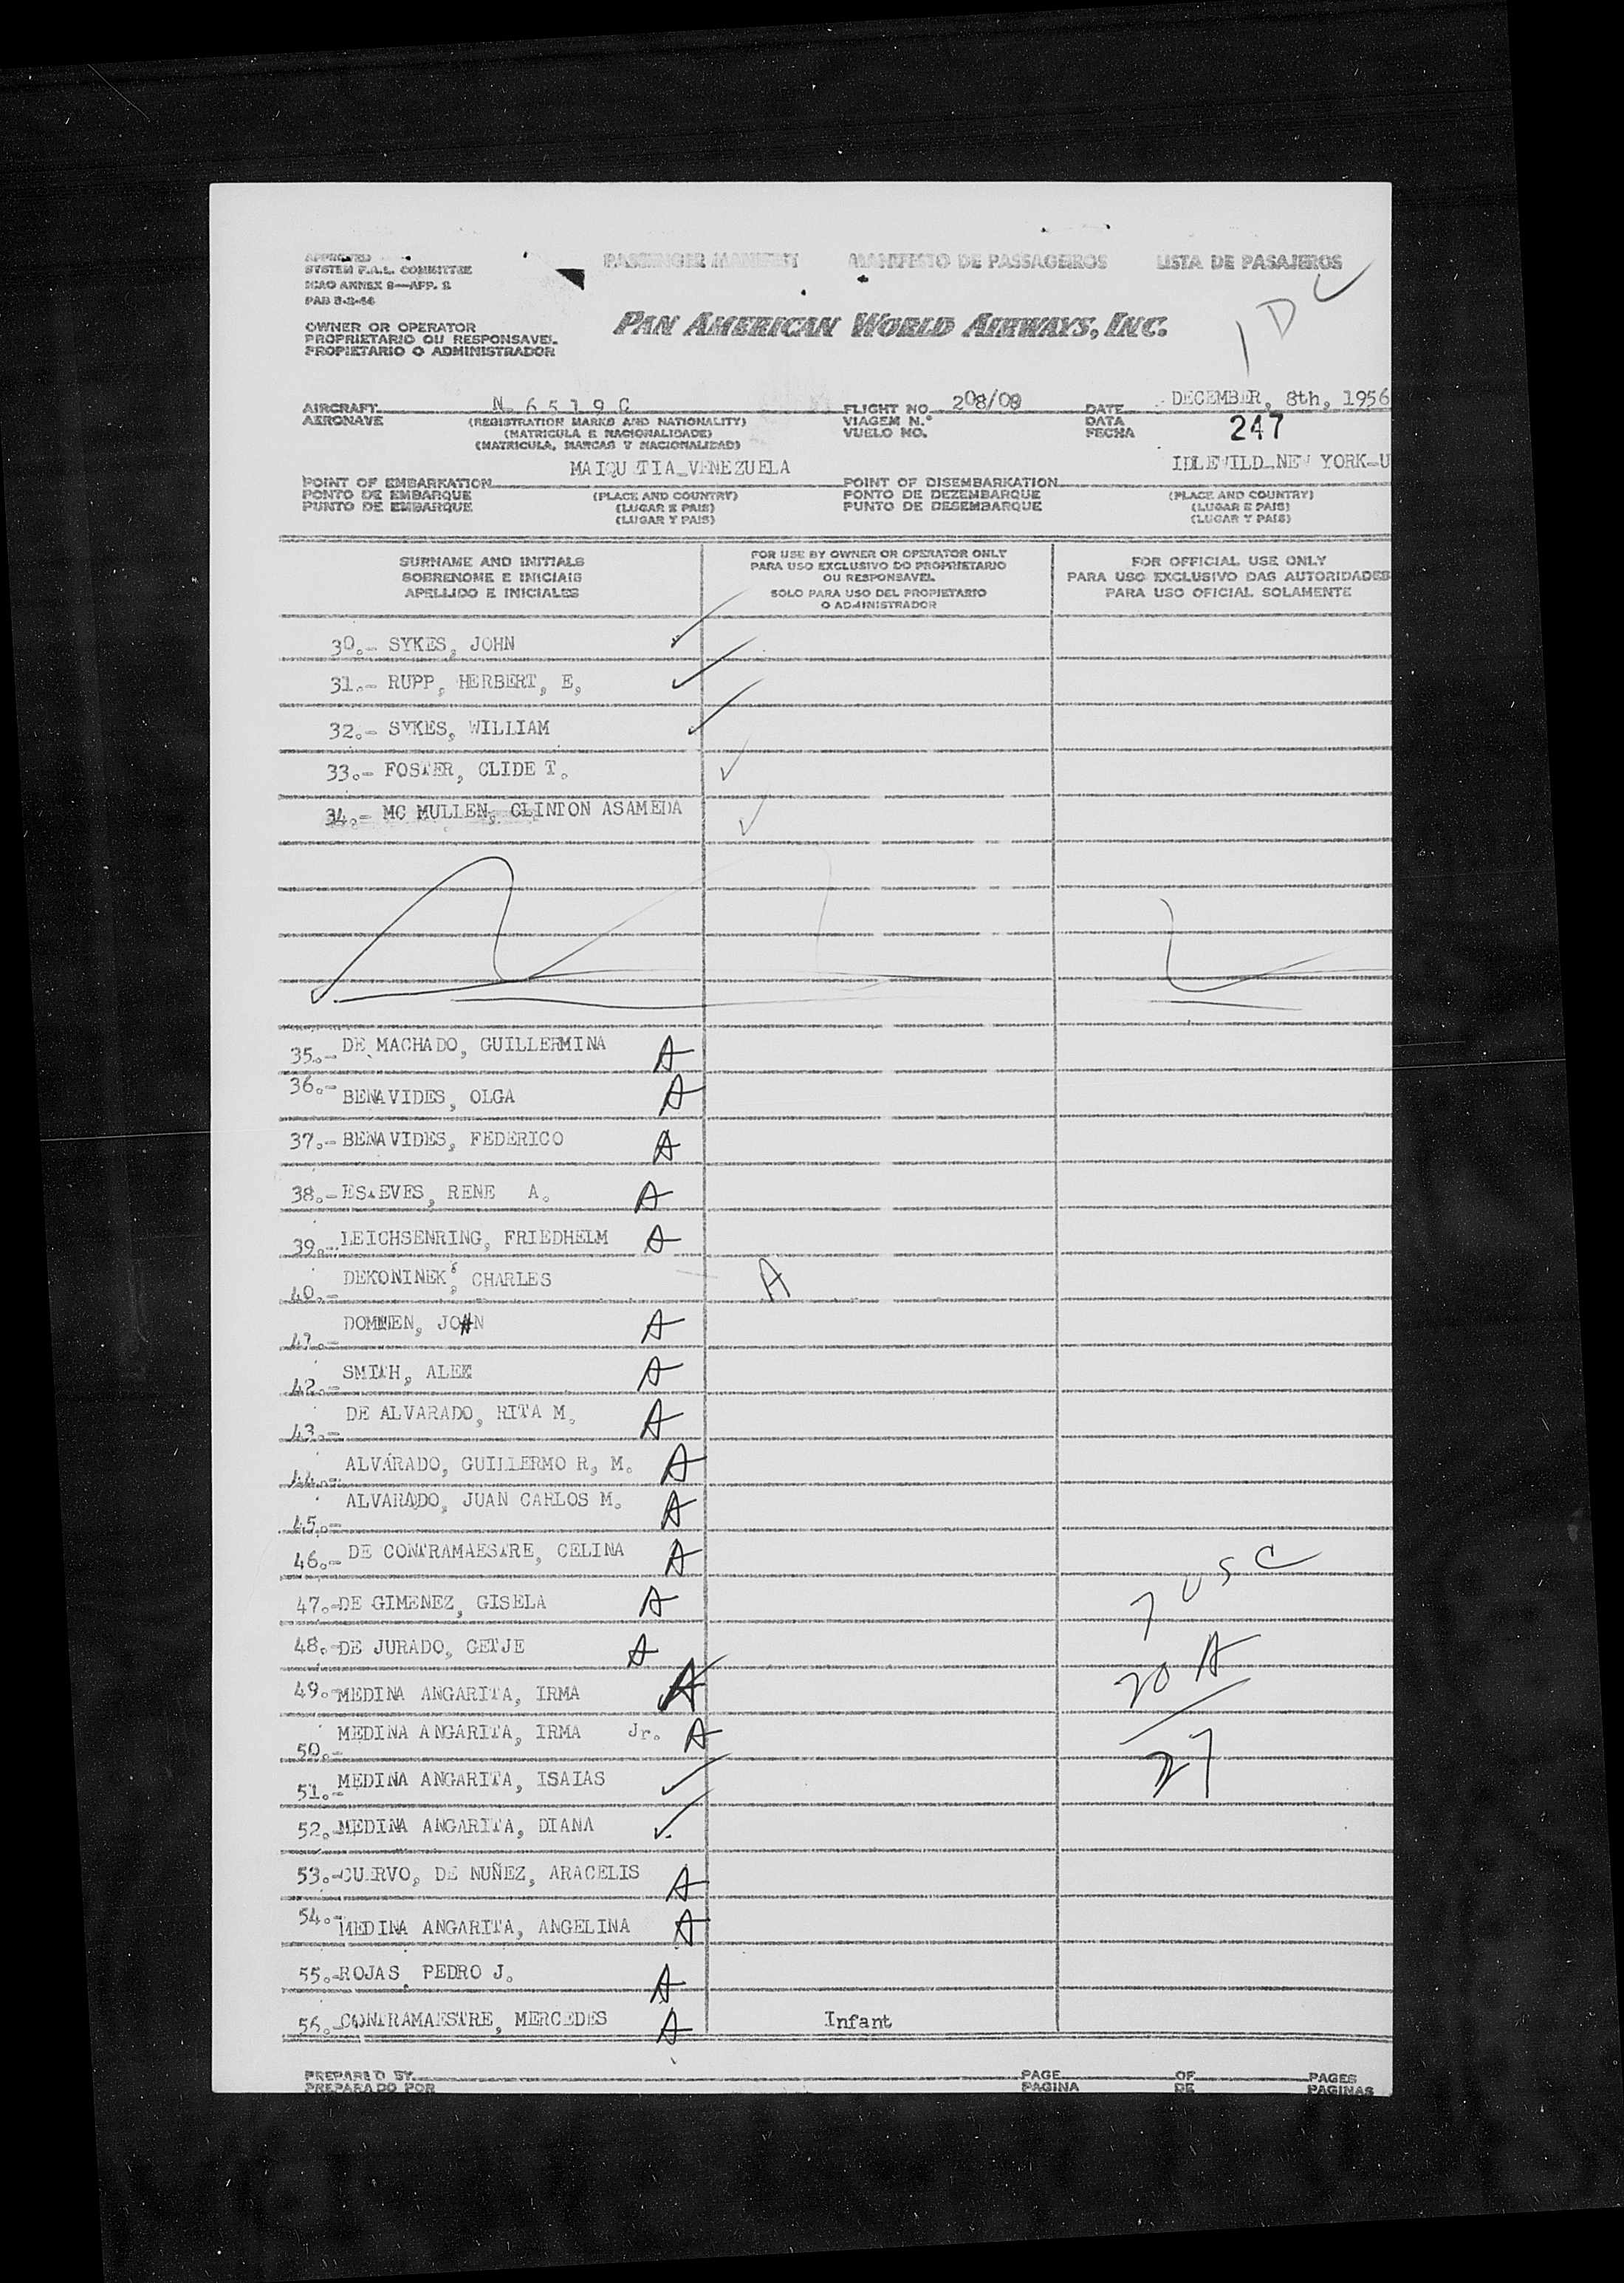 APPROVED
SYSTEM F.A.L. COMMITTEE
ICAO ANNEX 9—APP. 2
PASSENGER MANIFEST MANIFESTO DE PASSAGEIROS LISTA DE PASAJEROS
OWNER OR OPERATOR
PROPRIETARIO OU RESPONSAVEL
PROPIETARIO O ADMINISTRADOR
PAN AMERICAN WORLD AIRWAYS, INC.
AIRCRAFT N 6519C FLIGHT NO 208/09 DATE DECEMBER, 8th, 1956
AERONAVE (REGISTRATION MARKS AND NATIONALITY) VIAGEM N.° DATA 247
(MATRICULA E NACIONALIDADE) VUELO NO. FECHA
(MATRICULA, MARCAS Y NACIONALIDAD)
MAIQUETIA_VENEZUELA IDLEWILD_NEW YORK-U
POINT OF EMBARKATION POINT OF DISEMBARKATION
PONTO DE EMBARQUE (PLACE AND COUNTRY) PONTO DE DEZEMBARQUE (PLACE AND COUNTRY)
PUNTO DE EMBARQUE (LUGAR E PAIS) PUNTO DE DESEMBARQUE (LUGAR E PAIS)
(LUGAR Y PAIS) (LUGAR Y PAIS)
SURNAME AND INITIALS
SOBRENOME E INICIAIS
APELLIDO E INICIALES
FOR USE BY OWNER OR OPERATOR ONLY
PARA USO EXCLUSIVO DO PROPRIETARIO
OU RESPONSAVEL
SOLO PARA USO DEL PROPIETARIO
O ADMINISTRADOR
FOR OFFICIAL USE ONLY
PARA USO EXCLUSIVO DAS AUTORIDADES
PARA USO OFICIAL SOLAMENTE
30.- SYKES, JOHN
31.- RUPP, HERBERT, E,
32.- SYKES, WILLIAM
33.- FOSTER, CLIDE T.
34.- MC MULLEN, CLINTON ASAMEDA
35.- DE MACHADO, GUILLERMINA A
36.- BENAVIDES, OLGA A
37.- BENAVIDES, FEDERICO A
38.- ESTEVES, RENE A. A
39.- LEICHSENRING, FRIEDHELM A
40.- DEKONINEK, CHARLES A
41.- DOMMEN, JOHN A
42.- SMITH, ALEE A
43.- DE ALVARADO, RITA M. A
44.- ALVARADO, GUILLERMO R, M. A
45.- ALVARADO, JUAN CARLOS M. A
46.- DE CONTRAMAESTRE, CELINA A
47.- DE GIMENEZ, GISELA A 7 USC
48.- DE JURADO, GETJE A
49.- MEDINA ANGARITA, IRMA A 20 A
50.- MEDINA ANGARITA, IRMA Jr. A
51.- MEDINA ANGARITA, ISAIAS 27
52.- MEDINA ANGARITA, DIANA
53.- CUERVO, DE NUÑEZ, ARACELIS A
54.- MEDINA ANGARITA, ANGELINA A
55.- ROJAS, PEDRO J. A
56.- CONTRAMAESTRE, MERCEDES A Infant
PREPARED BY PAGE OF PAGES
PREPARADO POR PAGINA DE PAGINAS